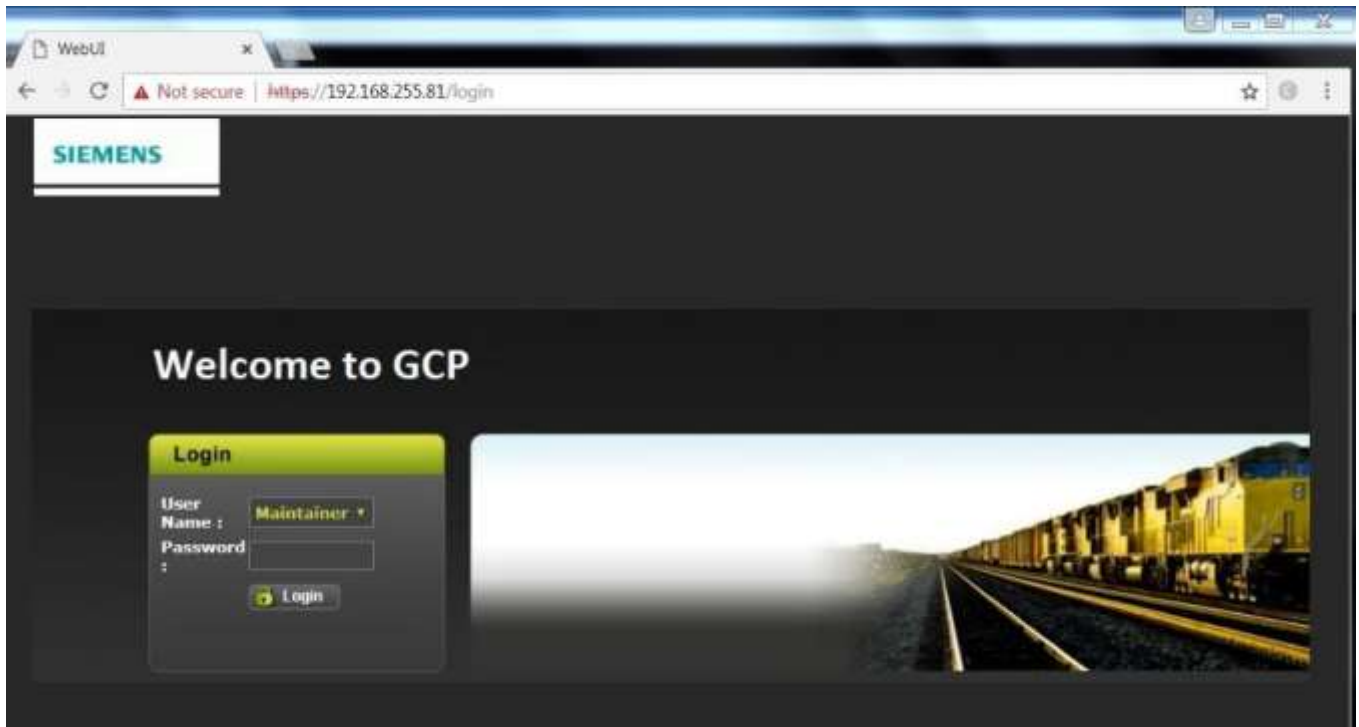 WebUI
Not secure | https://192.168.255.81/login
SIEMENS
Welcome to GCP
Login
User
Name :
Maintainer
Password
:
Login